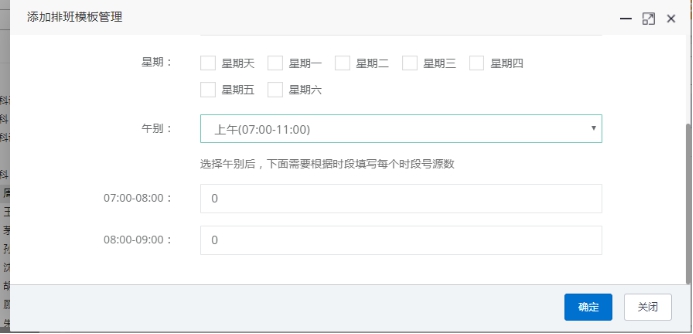 添加排班模板管理
星期： 星期天 星期一 星期二 星期三 星期四
星期五 星期六
午别： 上午(07:00-11:00)
选择午别后，下面需要根据时段填写每个时段号源数
07:00-08:00： 0
08:00-09:00： 0
确定 关闭